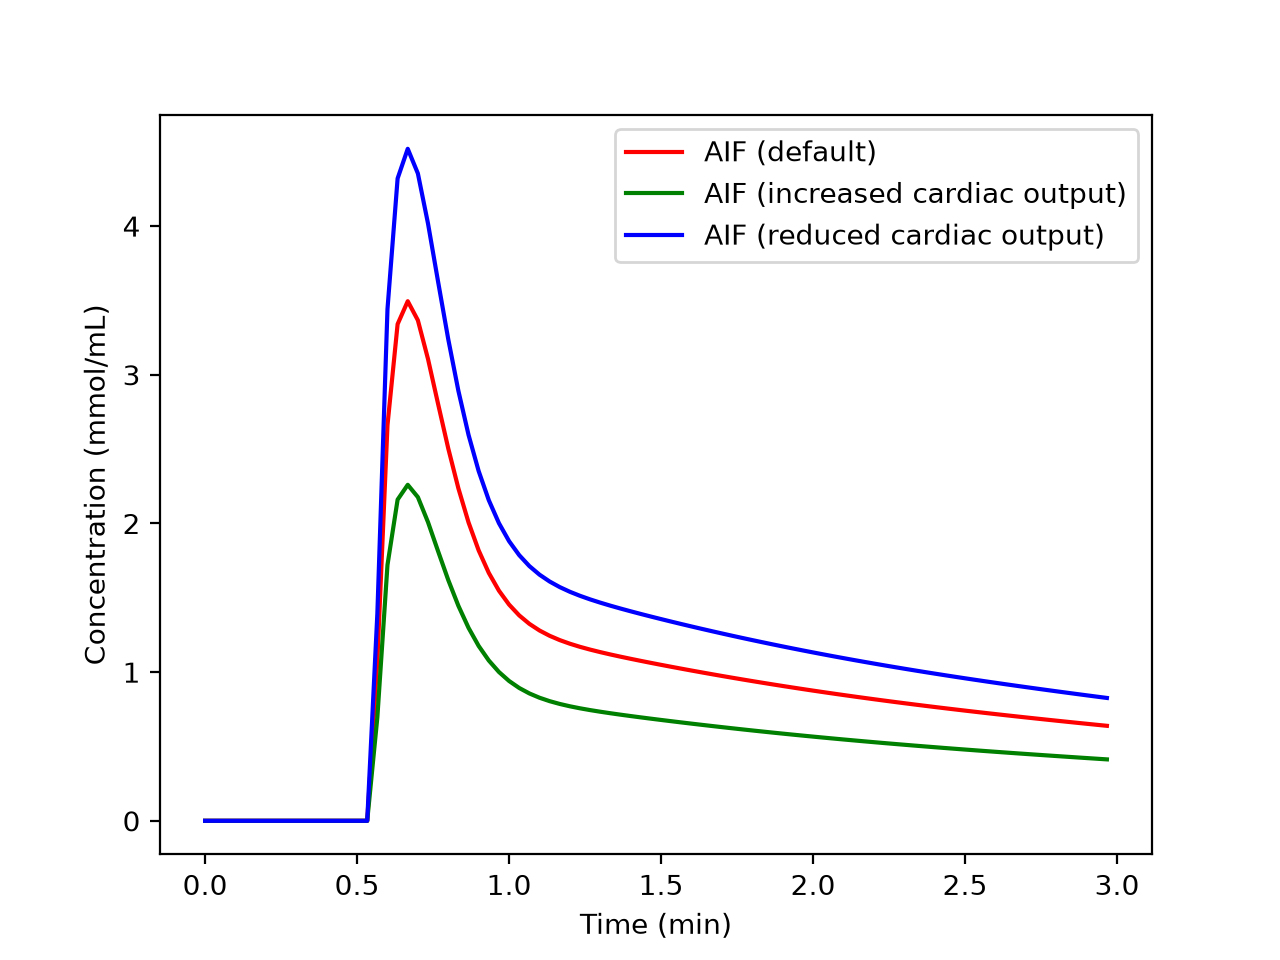 AIF (default)
AIF (increased cardiac output)
AIF (reduced cardiac output)
Concentration (mmol/mL)
4
3
2
1
0
0.0 0.5 1.0 1.5 2.0 2.5 3.0
Time (min)